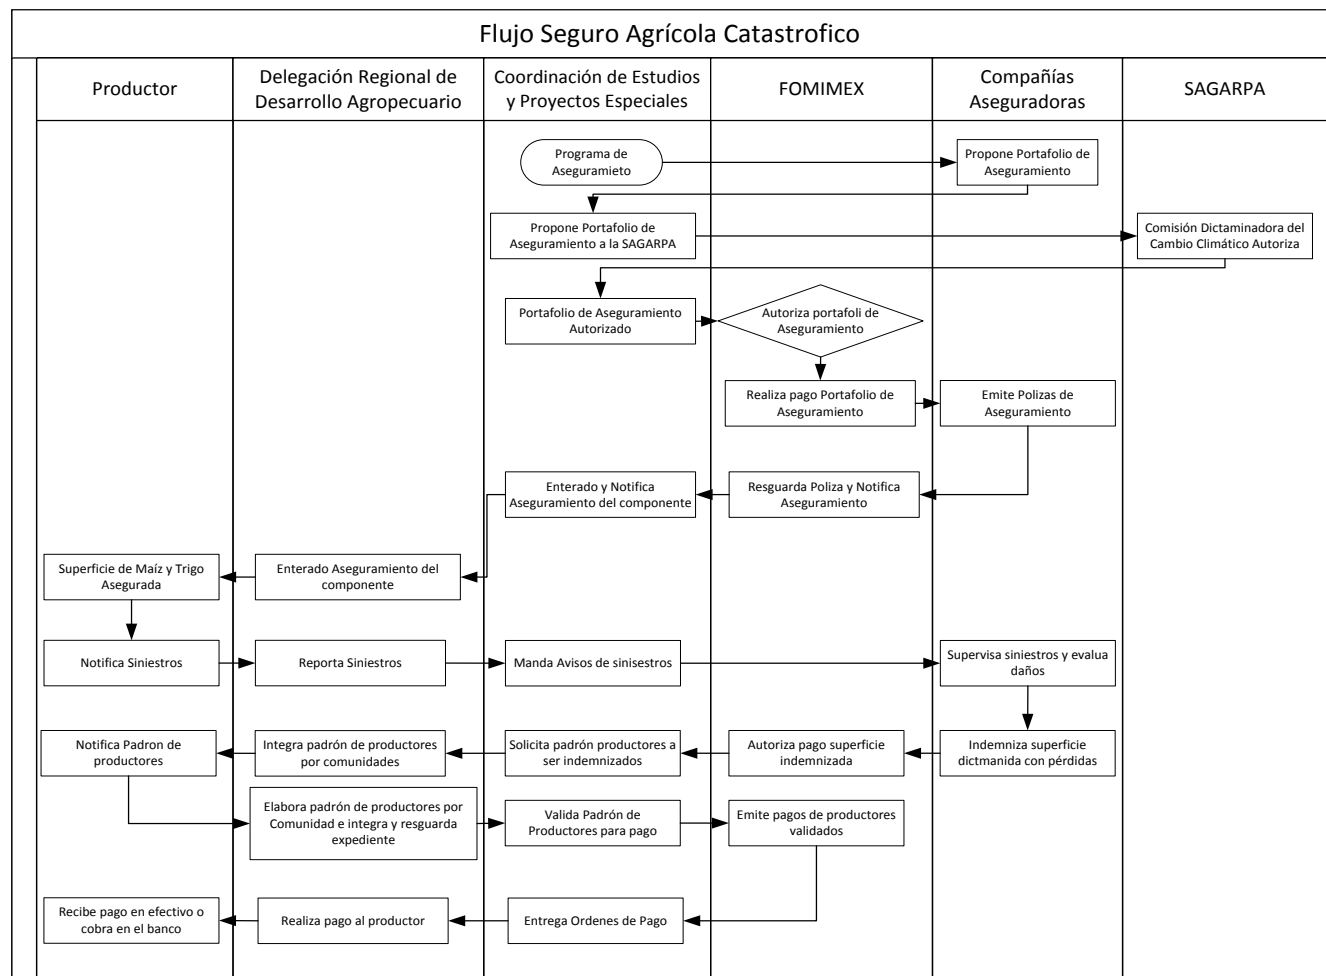 Flujo Seguro Agrícola Catastrofico
Productor
Delegación Regional de
Desarrollo Agropecuario
Coordinación de Estudios
y Proyectos Especiales
FOMIMEX
Compañías
Aseguradoras
SAGARPA
Programa de
Aseguramieto
Propone Portafolio de
Aseguramiento
Propone Portafolio de
Aseguramiento a la SAGARPA
Comisión Dictaminadora del
Cambio Climático Autoriza
Portafolio de Aseguramiento
Autorizado
Autoriza portafoli de
Aseguramiento
Realiza pago Portafolio de
Aseguramiento
Emite Polizas de
Aseguramiento
Enterado y Notifica
Aseguramiento del componente
Resguarda Poliza y Notifica
Aseguramiento
Superficie de Maíz y Trigo
Asegurada
Enterado Aseguramiento del
componente
Notifica Siniestros
Reporta Siniestros
Manda Avisos de sinisestros
Supervisa siniestros y evalua
daños
Notifica Padron de
productores
Integra padrón de productores
por comunidades
Solicita padrón productores a
ser indemnizados
Autoriza pago superficie
indemnizada
Indemniza superficie
dictmanida con pérdidas
Elabora padrón de productores por
Comunidad e integra y resguarda
expediente
Valida Padrón de
Productores para pago
Emite pagos de productores
validados
Recibe pago en efectivo o
cobra en el banco
Realiza pago al productor
Entrega Ordenes de Pago